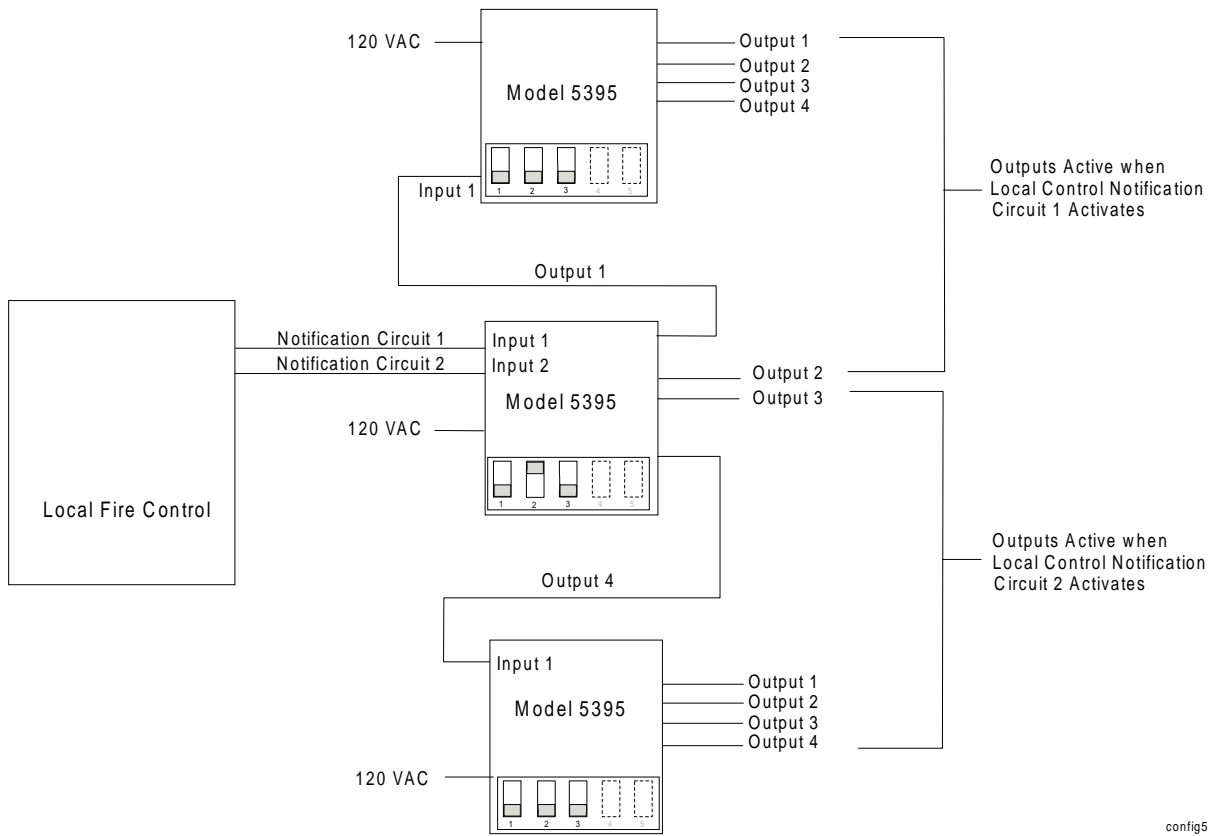 120 VAC
Output 1
Output 2
Output 3
Output 4
Model 5395
Input 1
1 2 3 4 5
Outputs Active when
Local Control Notification
Circuit 1 Activates
Output 1
Notification Circuit 1
Notification Circuit 2
Input 1
Input 2
Model 5395
Output 2
Output 3
120 VAC
1 2 3 4 5
Local Fire Control
Outputs Active when
Local Control Notification
Circuit 2 Activates
Output 4
Input 1
Model 5395
Output 1
Output 2
Output 3
Output 4
120 VAC
1 2 3 4 5
config5